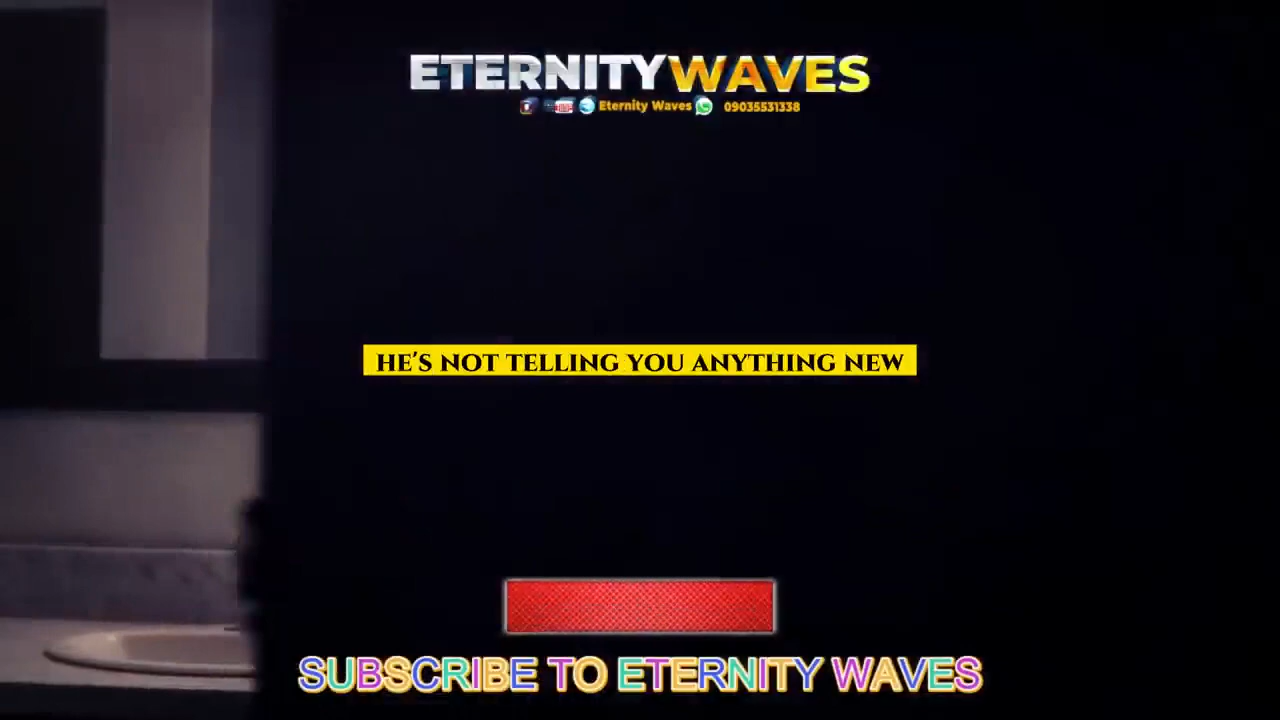 ETERNITYWAVES
Eternity Waves 09035531338
HE'S NOT TELLING YOU ANYTHING NEW
SUBSCRIBE TO ETERNITY WAVES